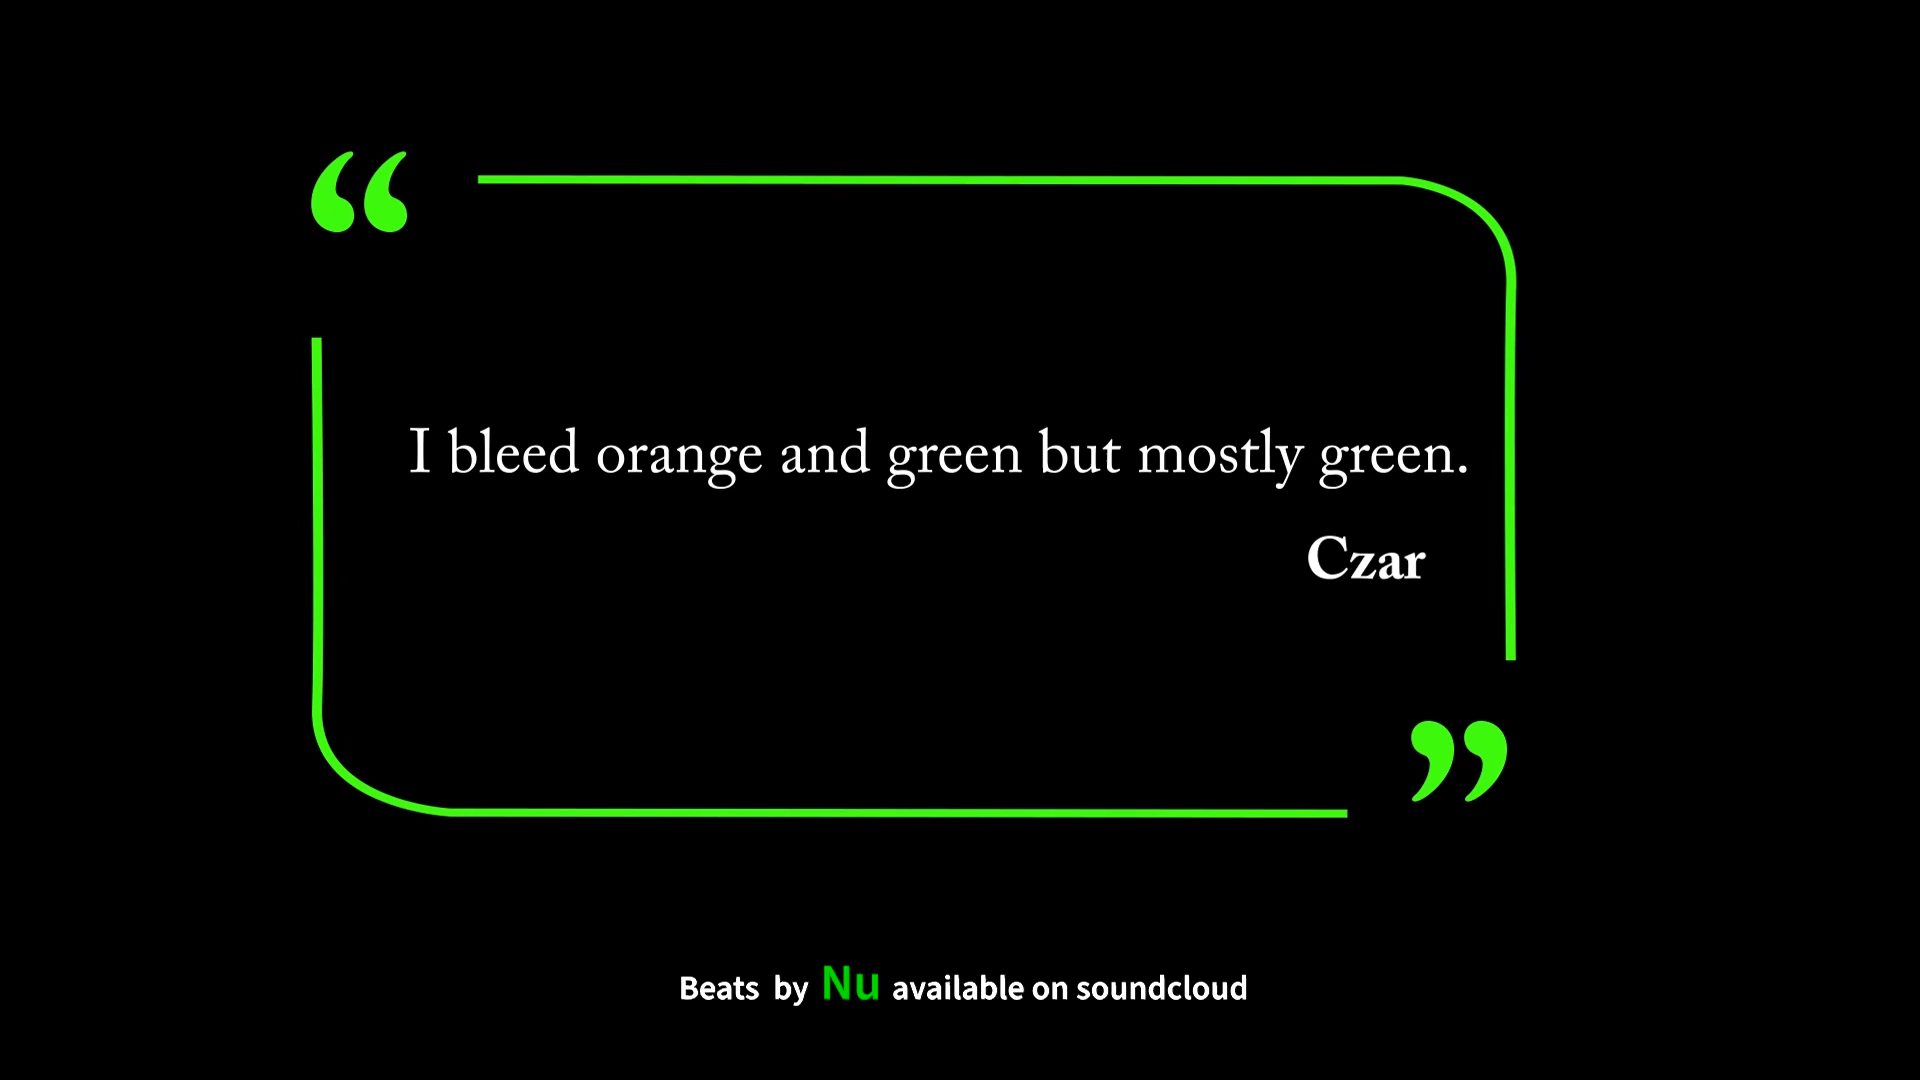 “
I bleed orange and green but mostly green.
Czar
”
Beats by Nu available on soundcloud